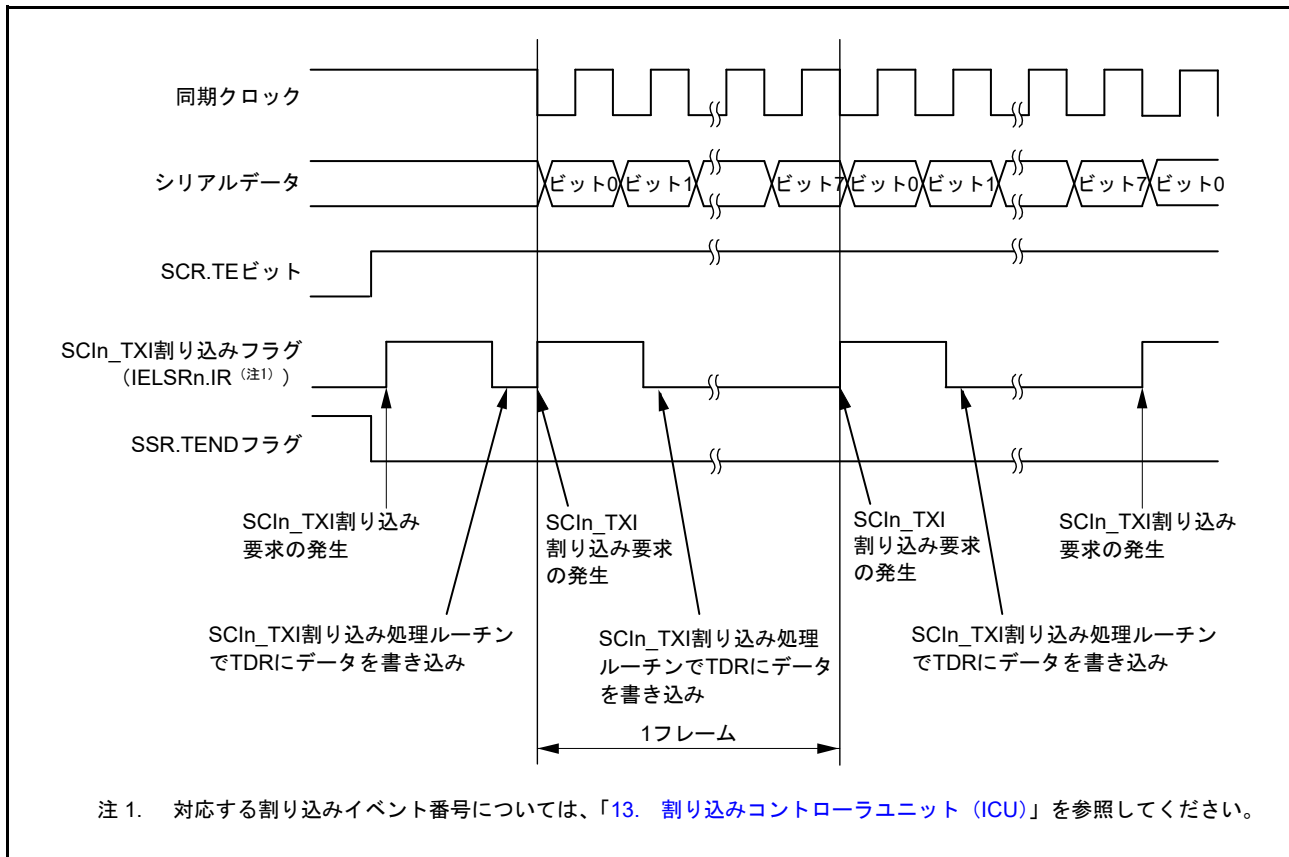 同期クロック
シリアルデータ
ビット0 ビット1 ビット7 ビット0 ビット1 ビット7 ビット0
SCR.TEビット
SCIn_TXI割り込みフラグ
(IELSRn.IR (注1) )
SSR.TENDフラグ
SCIn_TXI割り込み
要求の発生
SCIn_TXI
割り込み要求
の発生
SCIn_TXI
割り込み要求
の発生
SCIn_TXI割り込み
要求の発生
SCIn_TXI割り込み処理ルーチン
でTDRにデータを書き込み
SCIn_TXI割り込み処理
ルーチンでTDRにデータ
を書き込み
SCIn_TXI割り込み処理ルーチン
でTDRにデータを書き込み
1フレーム
注 1. 対応する割り込みイベント番号については、「13. 割り込みコントローラユニット（ICU）」を参照してください。